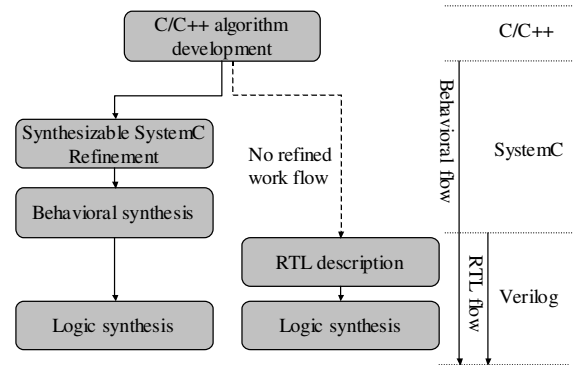 C/C++ algorithm
development
C/C++
Synthesizable SystemC
Refinement
No refined
work flow
Behavioral flow
SystemC
Behavioral synthesis
RTL description
RTL flow
Verilog
Logic synthesis
Logic synthesis